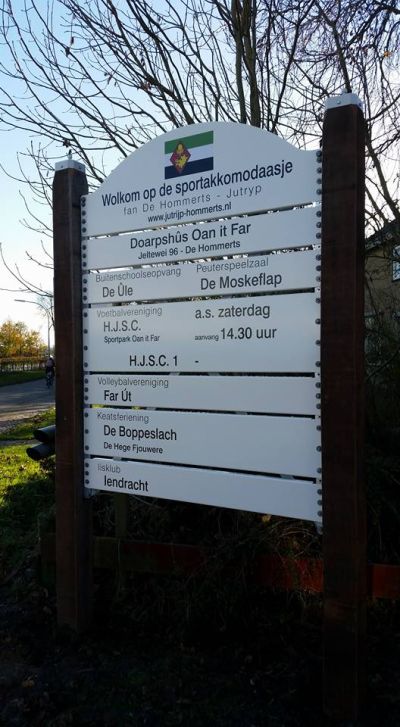 Wolkom op de sportakkomodaasje
fan De Hommerts - Jutryp
www.jutrijp-hommerts.nl
Doarpshûs Oan it Far
Jeltewei 96 - De Hommerts
Buitenschoolseopvang Peuterspeelzaal
De Ûle De Moskeflap
Voetbalvereniging
H.J.S.C. a.s. zaterdag
Sportpark Oan it Far aanvang 14.30 uur
H.J.S.C. 1 -
Volleybalvereniging
Far Út
Keatsferiening
De Boppeslach
De Hege Fjouwere
Iisklub
Iendracht